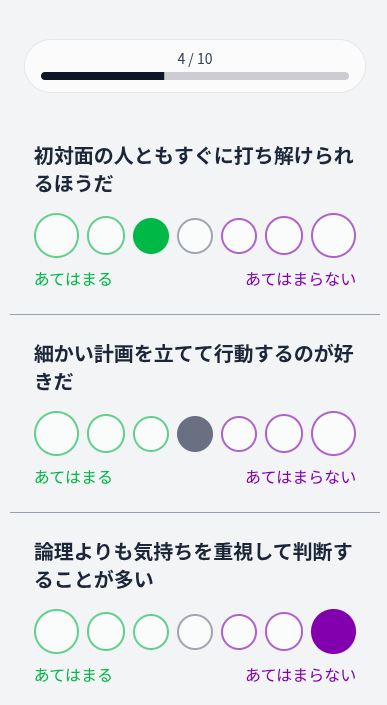 4 / 10
初対面の人ともすぐに打ち解けられ
るほうだ
あてはまる
あてはまらない
細かい計画を立てて行動するのが好
きだ
あてはまる
あてはまらない
論理よりも気持ちを重視して判断す
ることが多い
あてはまる
あてはまらない